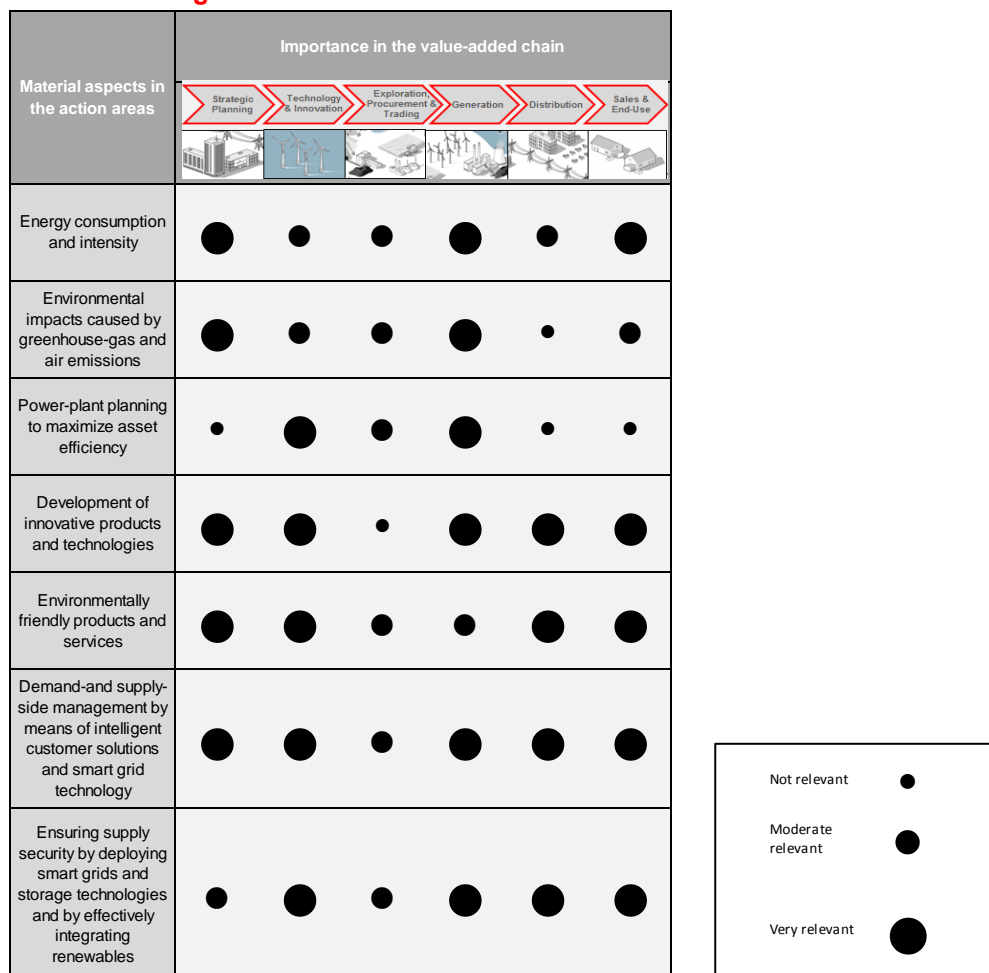 g
Importance in the value-added chain
Material aspects in
the action areas
Strategic
Planning
Technology
& Innovation
Exploration,
Procurement &
Trading
Generation
Distribution
Sales &
End-Use
Energy consumption
and intensity
Environmental
impacts caused by
greenhouse-gas and
air emissions
Power-plant planning
to maximize asset
efficiency
Development of
innovative products
and technologies
Environmentally
friendly products and
services
Demand-and supply-
side management by
means of intelligent
customer solutions
and smart grid
technology
Ensuring supply
security by deploying
smart grids and
storage technologies
and by effectively
integrating
renewables
Not relevant
Moderate
relevant
Very relevant